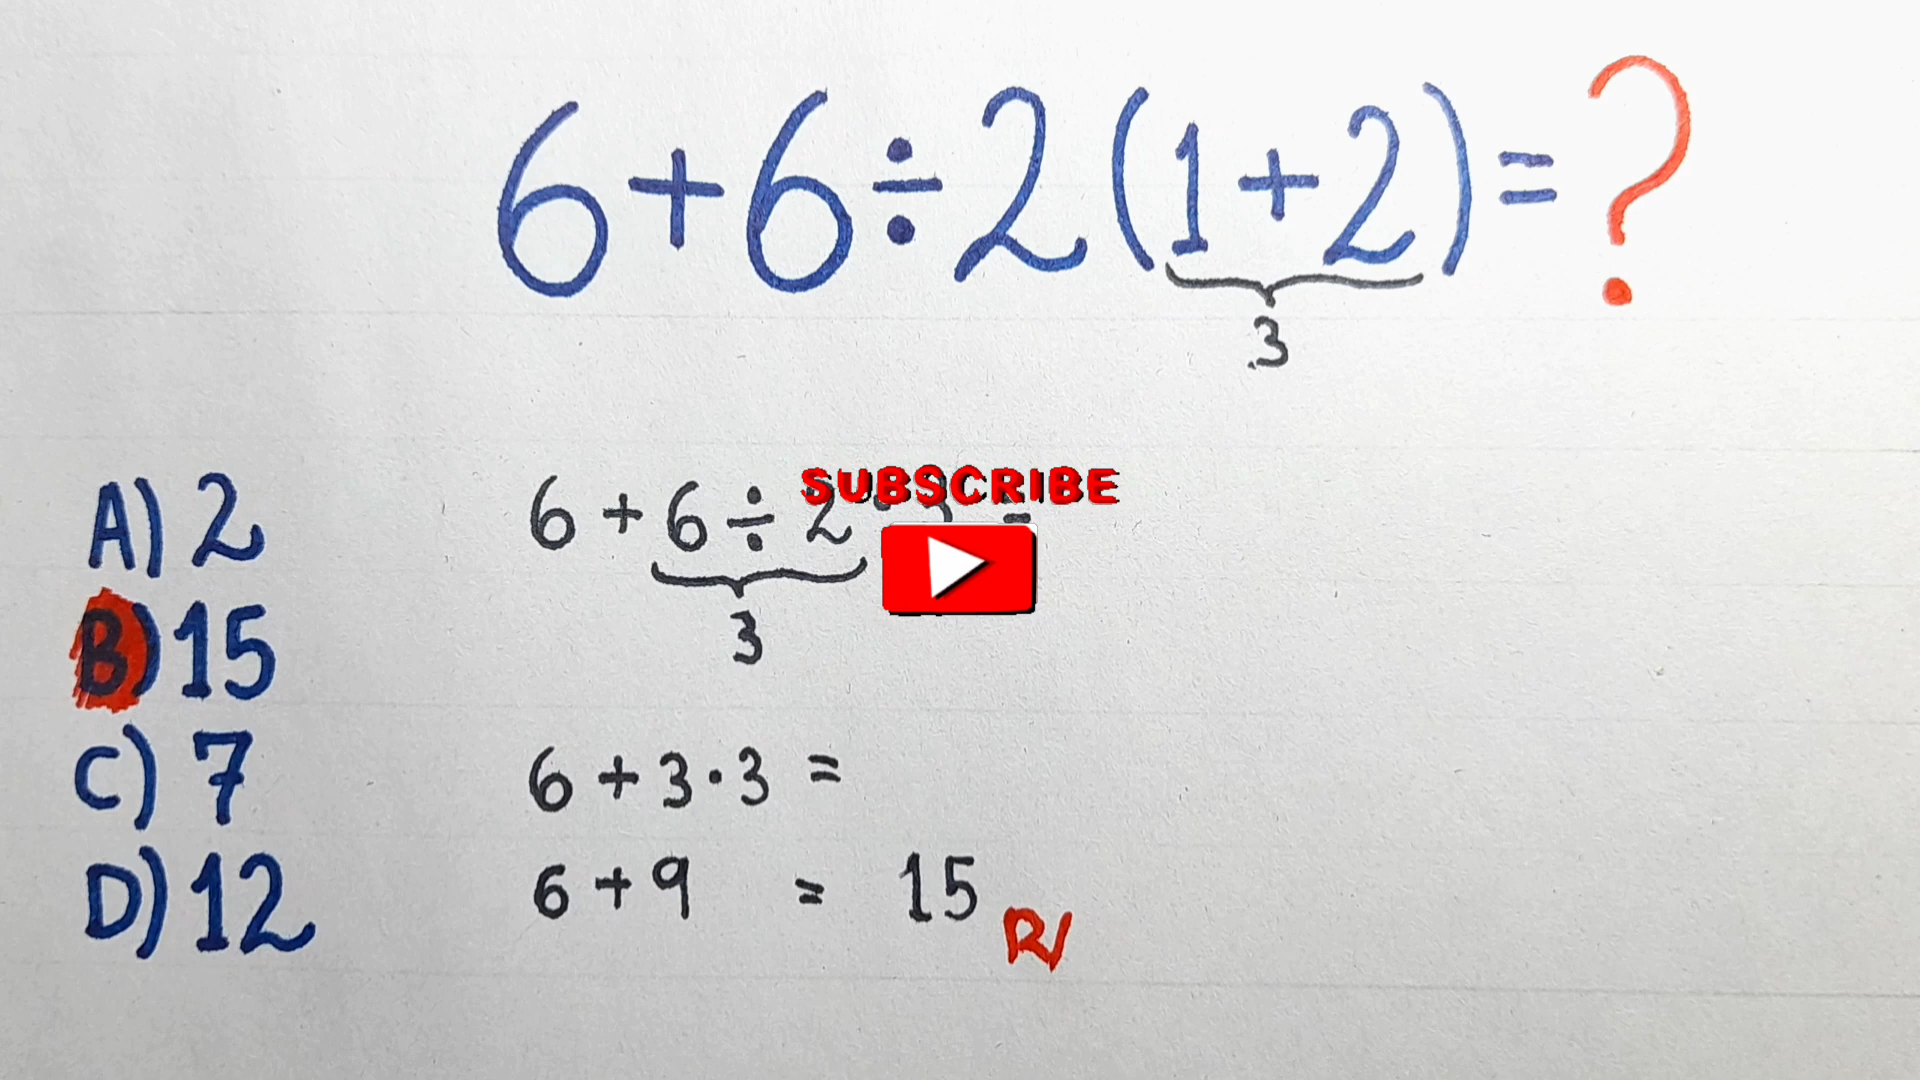 6+6÷2(1+2)=?
3
A) 2
B) 15
C) 7
D) 12
6 + 6 ÷ 2 · 3 =
SUBSCRIBE
3
6 + 3·3 =
6 + 9 = 15 R/